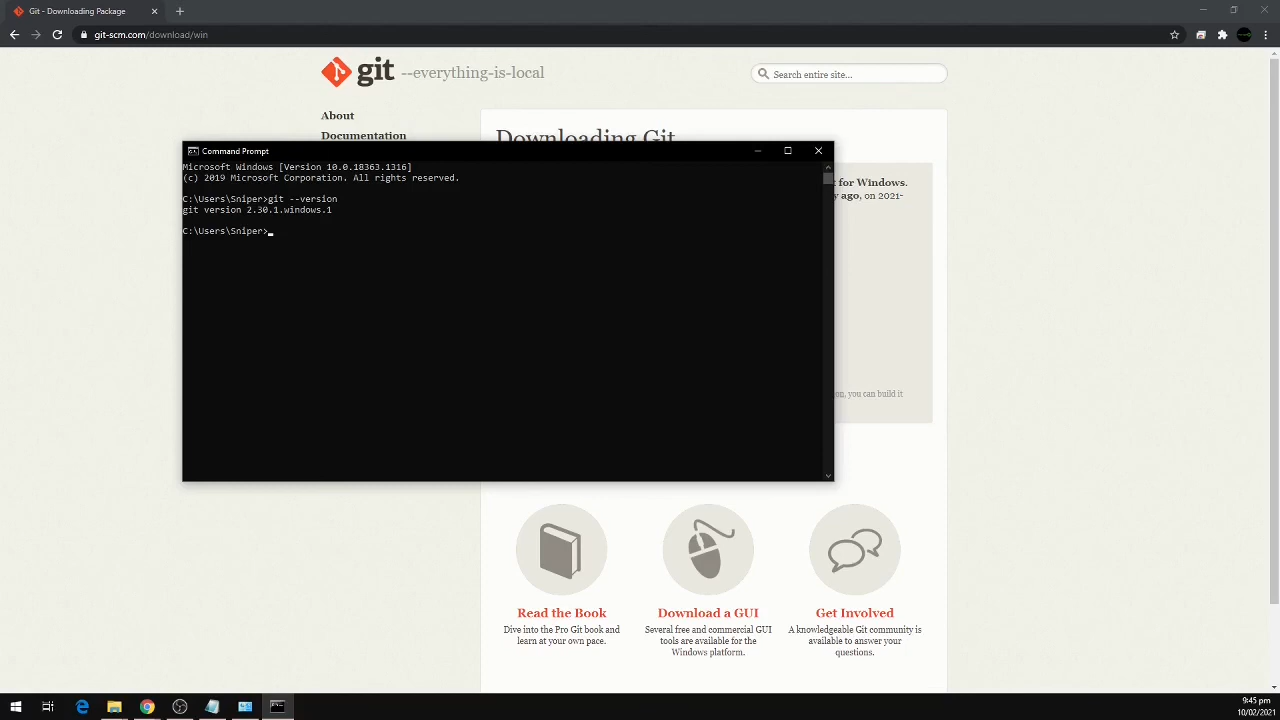 Git - Downloading Package
git-scm.com/download/win
git --everything-is-local
Search entire site...
About
Documentation
Downloading Git
Command Prompt
Microsoft Windows [Version 10.0.18363.1316]
(c) 2019 Microsoft Corporation. All rights reserved.
C:\Users\Sniper>git --version
git version 2.30.1.windows.1
C:\Users\Sniper>
for Windows.
ago, on 2021-
you can build it
Read the Book
Dive into the Pro Git book and
learn at your own pace.
Download a GUI
Several free and commercial GUI
tools are available for the
Windows platform.
Get Involved
A knowledgeable Git community is
available to answer your
questions.
9:45 pm
10/02/2021